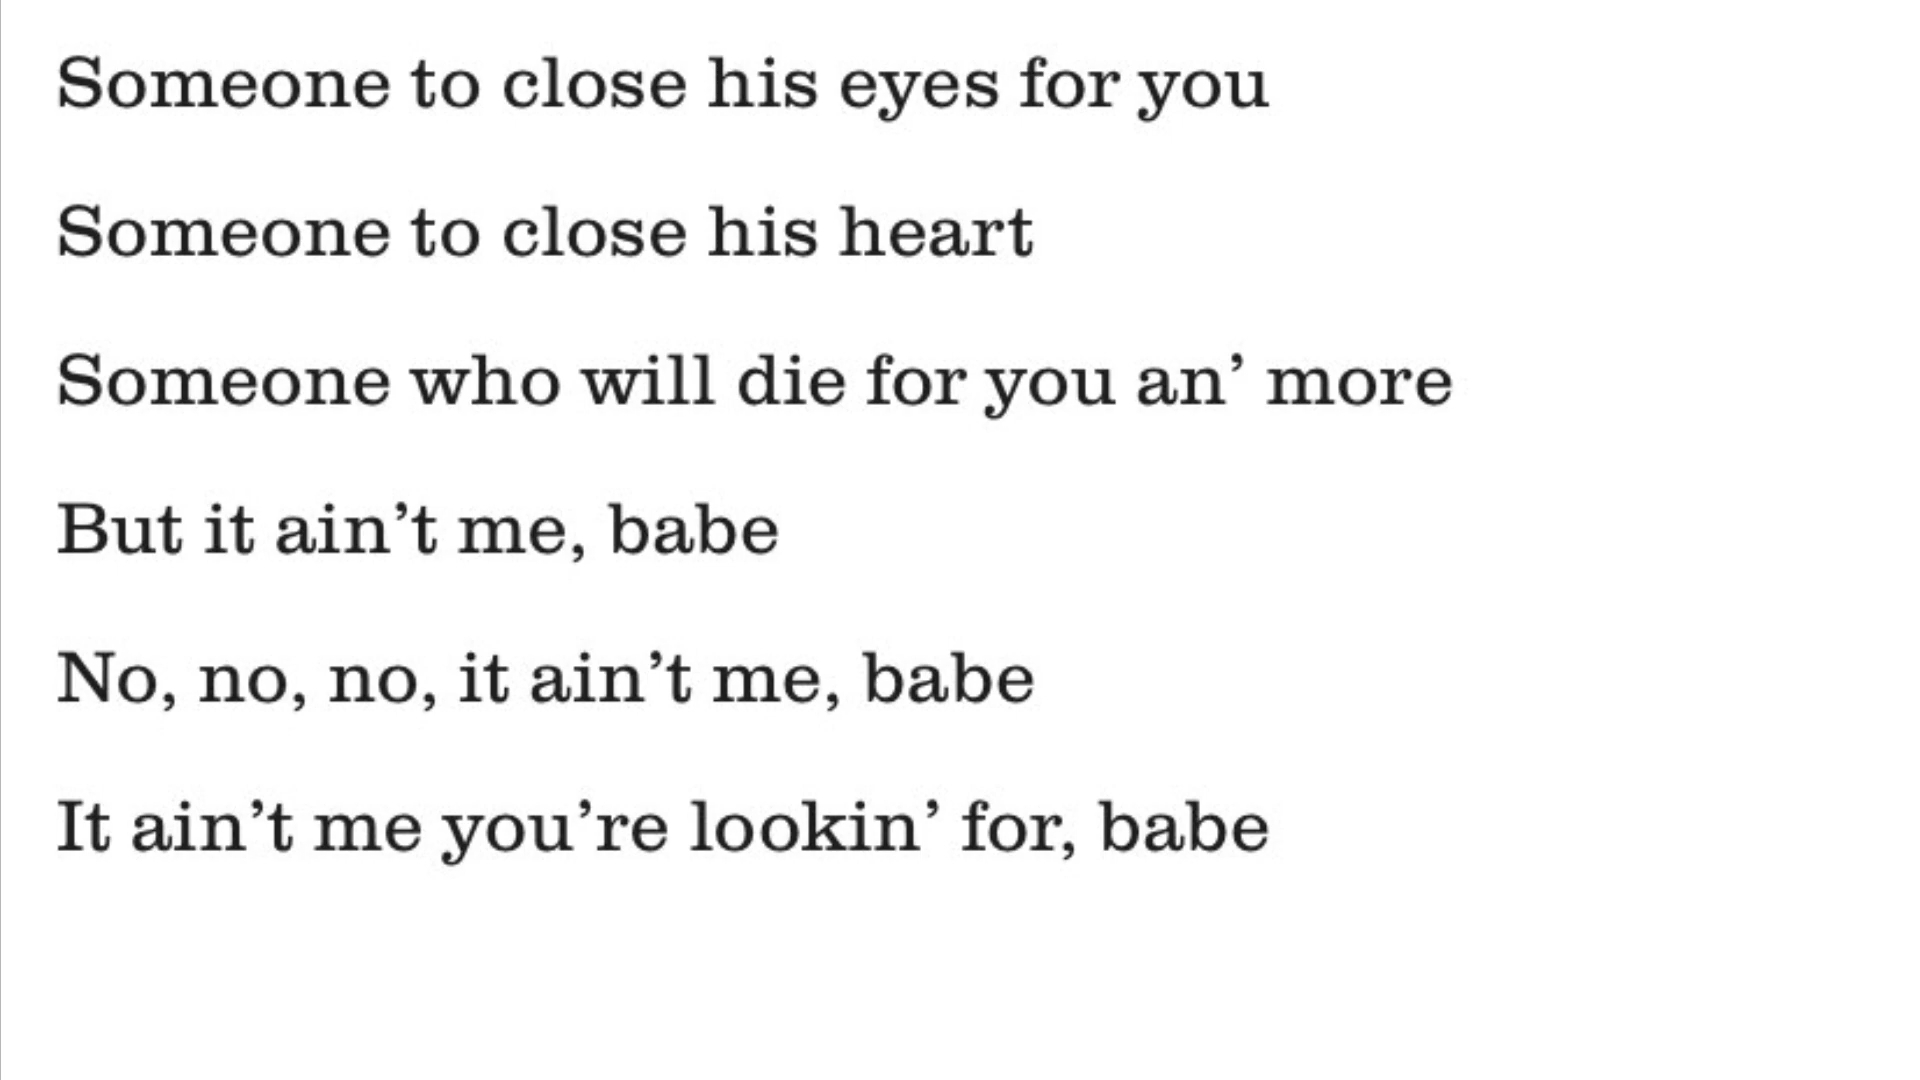 Someone to close his eyes for you
Someone to close his heart
Someone who will die for you an’ more
But it ain’t me, babe
No, no, no, it ain’t me, babe
It ain’t me you’re lookin’ for, babe